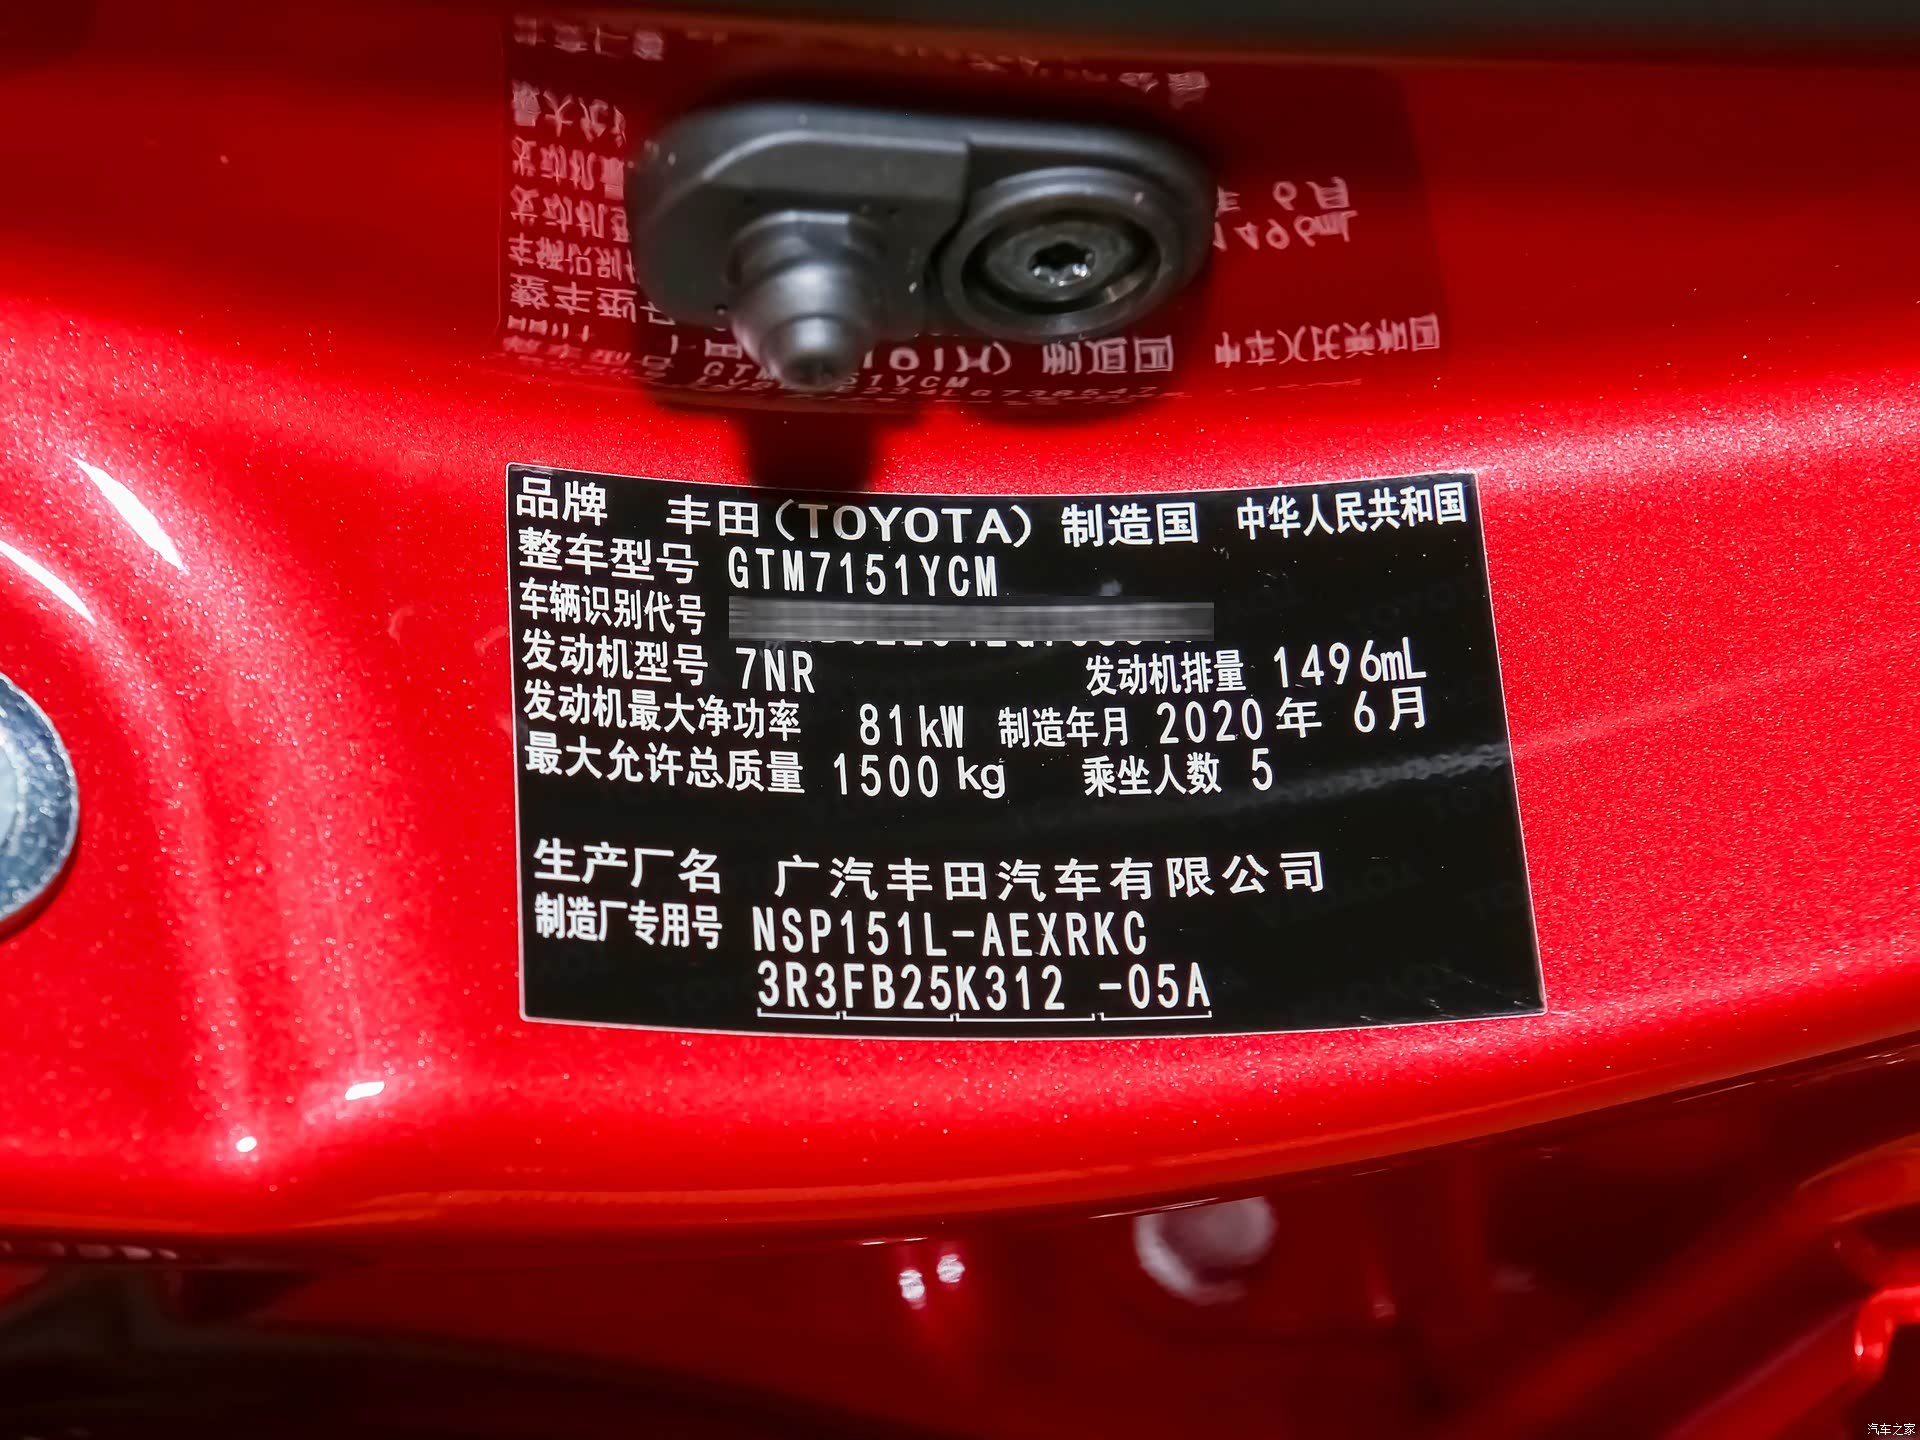 品牌 丰田(TOYOTA) 制造国 中华人民共和国
整车型号 GTM7151YCM
车辆识别代号
发动机型号 7NR 发动机排量 1496mL
发动机最大净功率 81kW 制造年月 2020年 6月
最大允许总质量 1500kg 乘坐人数 5
生产厂名 广汽丰田汽车有限公司
制造厂专用号 NSP151L-AEXRKC
3R3FB25K312 -05A
汽车之家